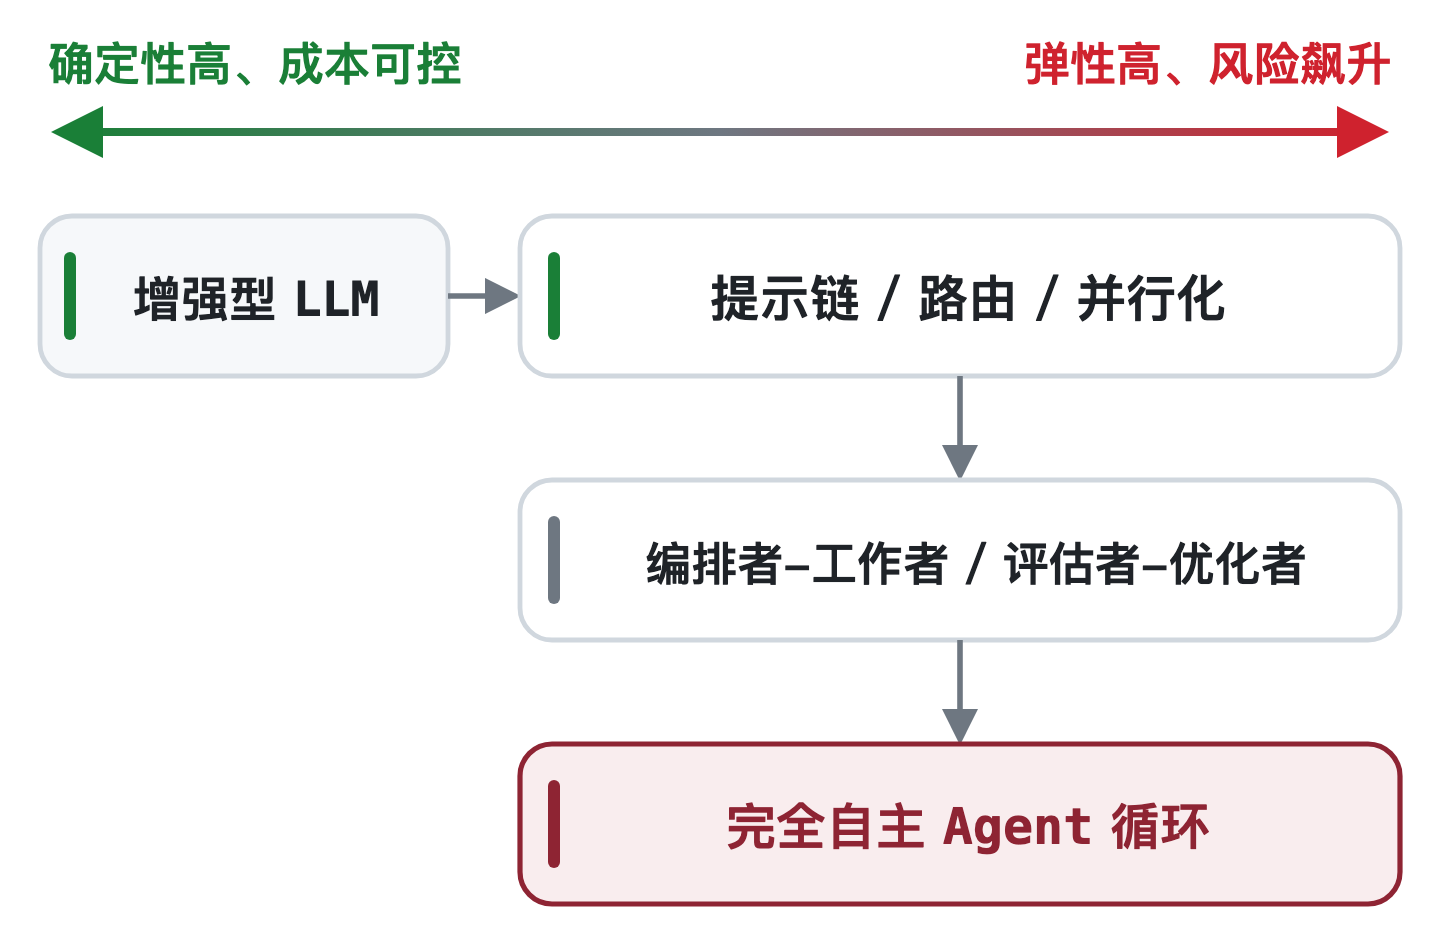 确定性高、成本可控
弹性高、风险飙升
增强型 LLM
提示链 / 路由 / 并行化
编排者–工作者 / 评估者–优化者
完全自主 Agent 循环